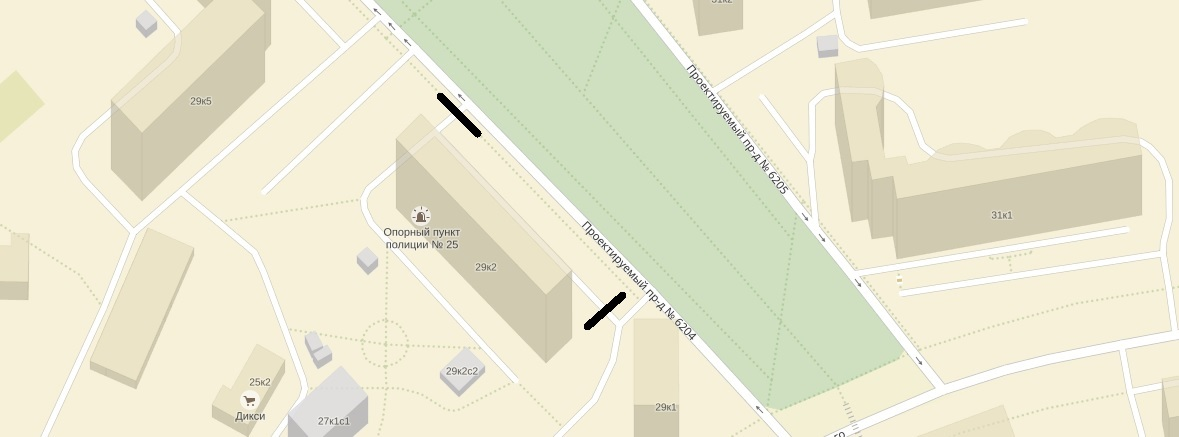 31к2
29к5
Проектируемый пр-д № 6205
31к1
Опорный пункт
полиции № 25
29к2
Проектируемый пр-д № 6204
29к2с2
25к2
Дикси
27к1с1
29к1